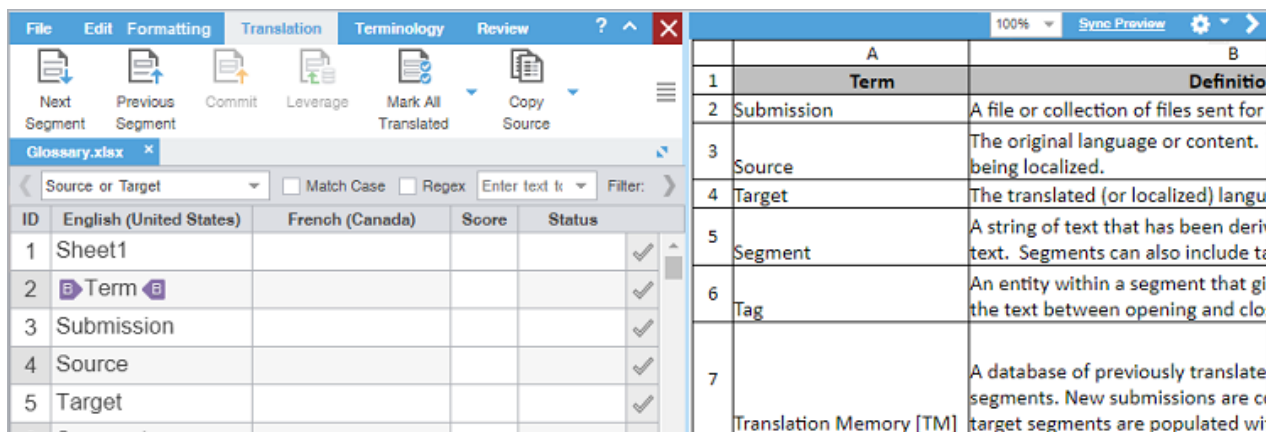 File Edit Formatting Translation Terminology Review ?
Next Segment
Previous Segment
Commit
Leverage
Mark All Translated
Copy Source
Glossary.xlsx ×
Source or Target Match Case Regex Enter text Filter:
ID English (United States) French (Canada) Score Status
1 Sheet1
2 B Term B
3 Submission
4 Source
5 Target
100% Sync Preview
A B
1 Term Definitio
2 Submission A file or collection of files sent for
3 Source The original language or content.
being localized.
4 Target The translated (or localized) langu
5 Segment A string of text that has been deri
text. Segments can also include ta
6 Tag An entity within a segment that gi
the text between opening and clo
7 Translation Memory [TM] A database of previously translate
segments. New submissions are c
target segments are populated wi